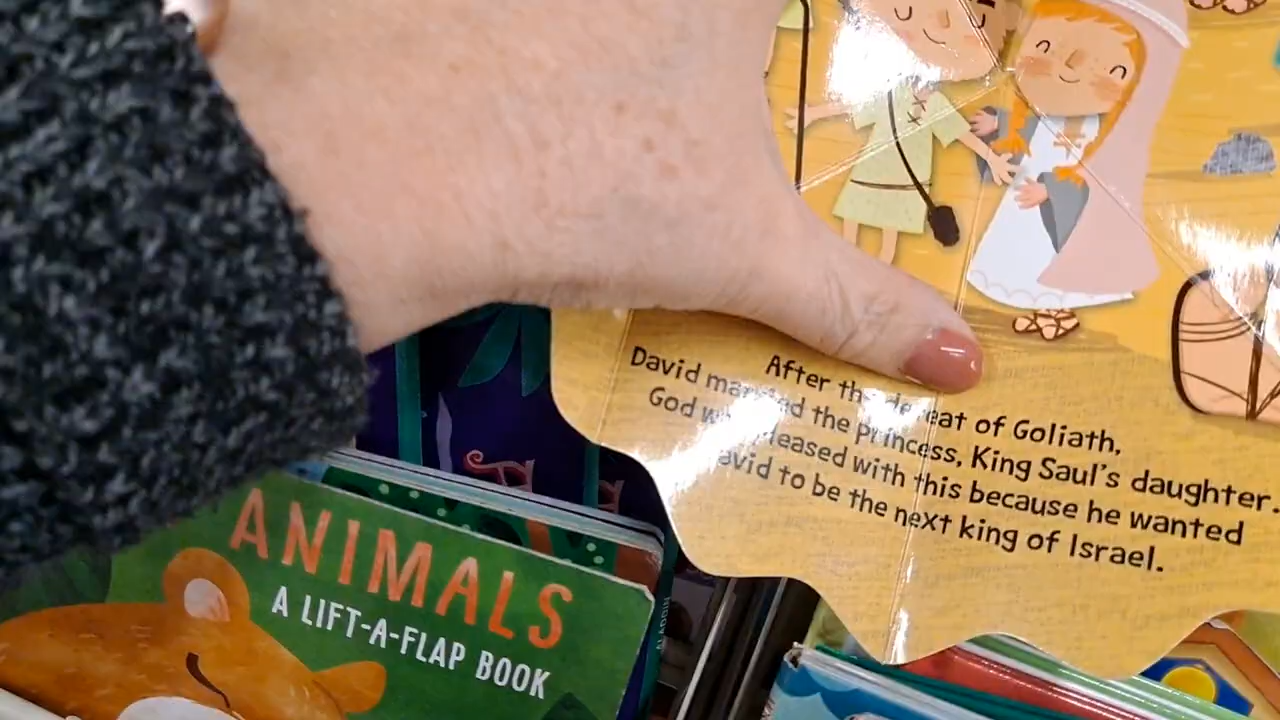 After the defeat of Goliath,
David married the princess, King Saul's daughter.
God was pleased with this because he wanted
David to be the next king of Israel.
ANIMALS
A LIFT-A-FLAP BOOK
ALADDIN